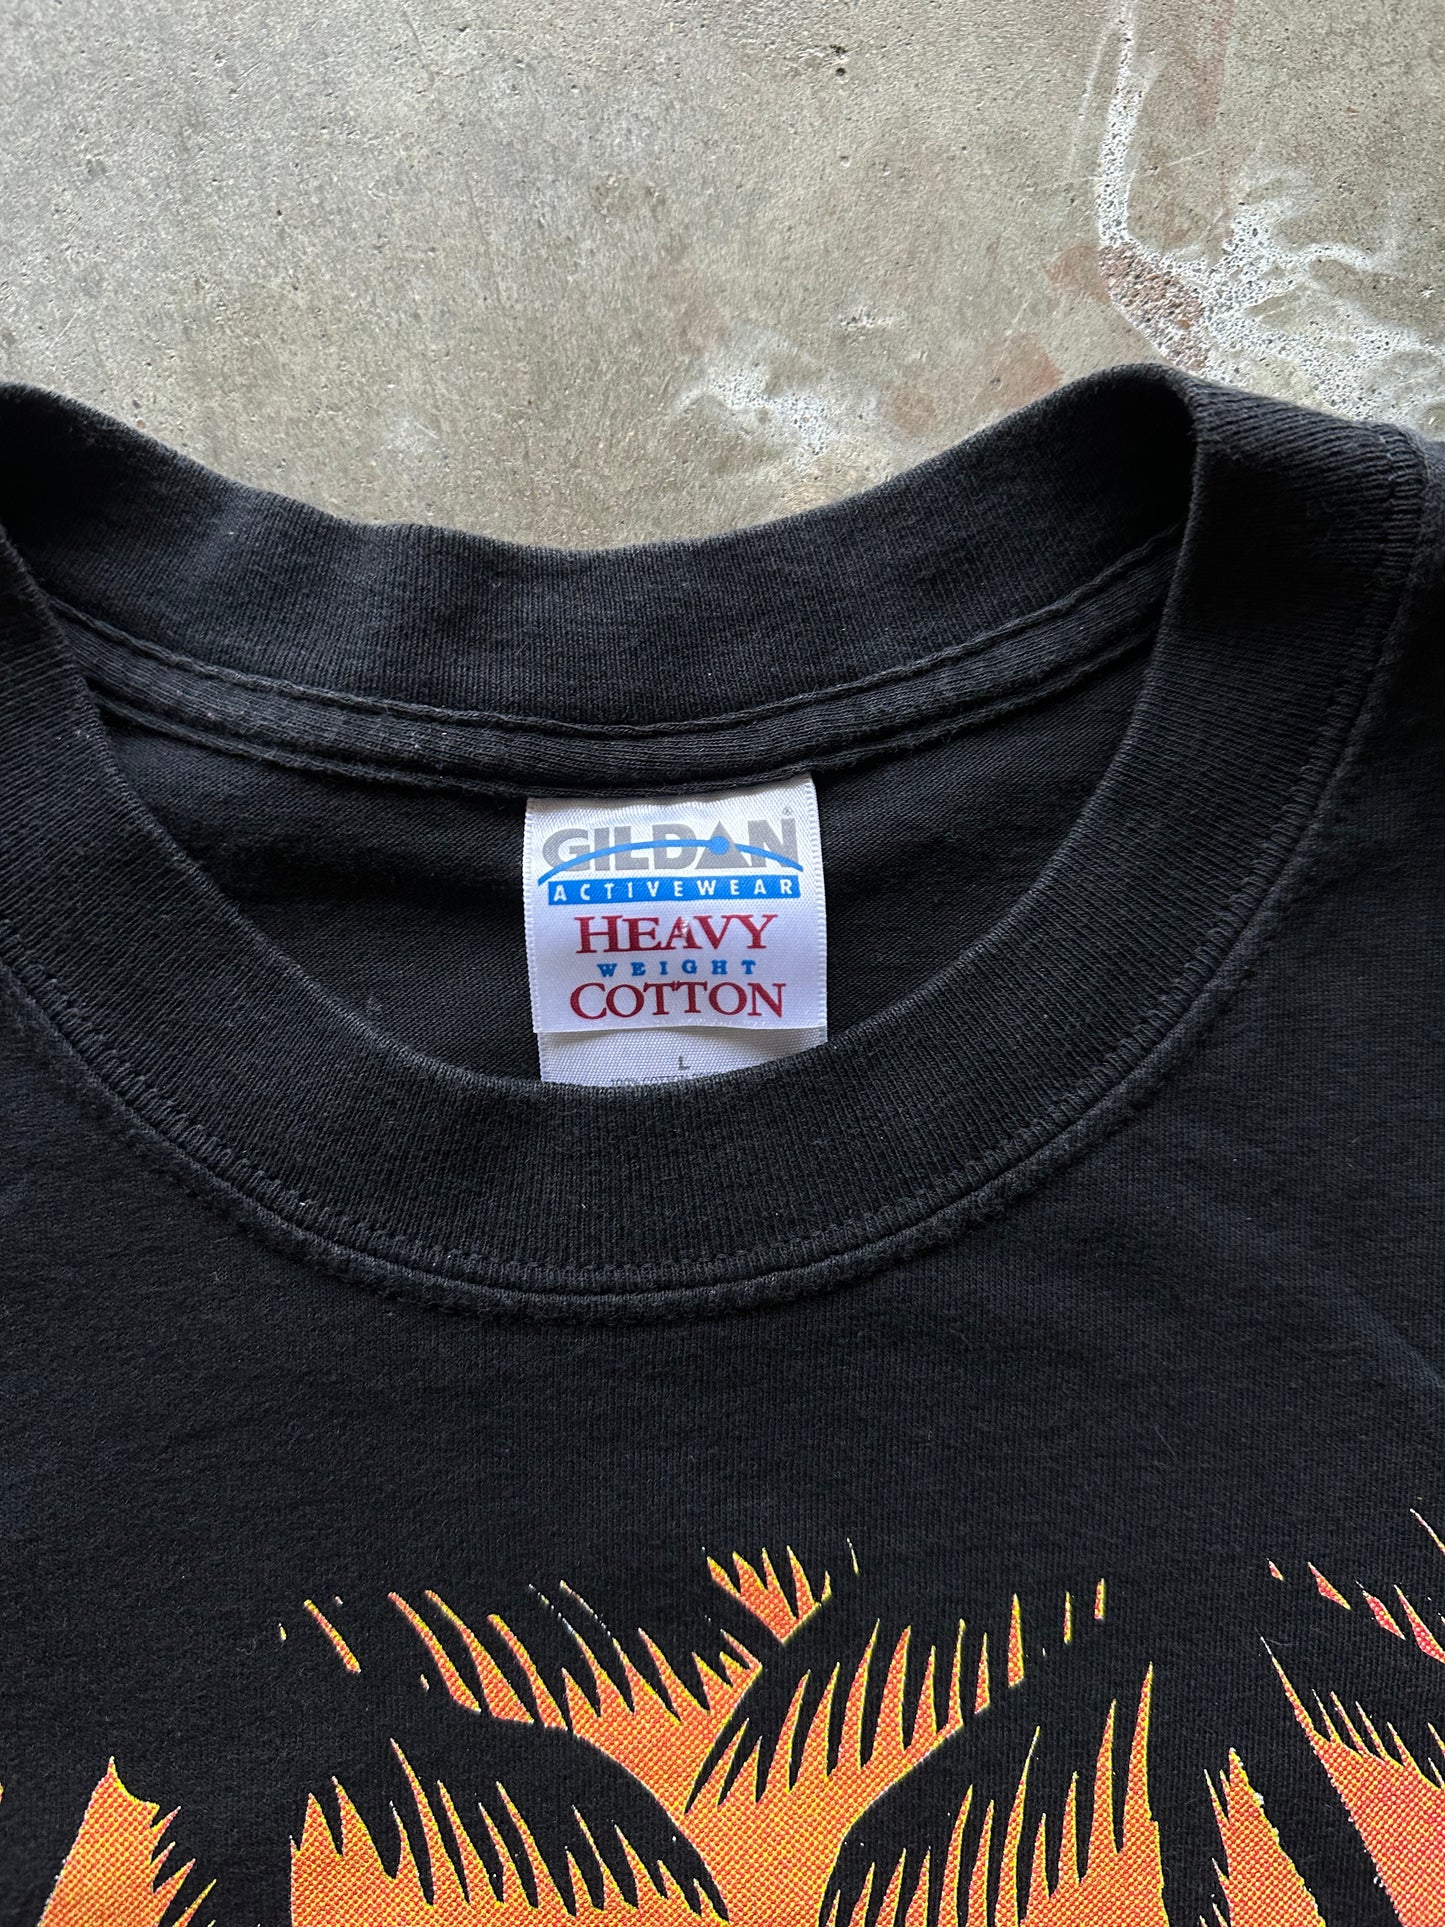 GILDAN®
ACTIVEWEAR
HEAVY
WEIGHT
COTTON
L